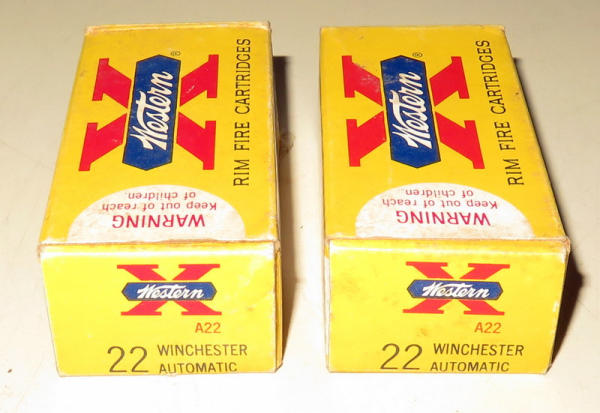 X
Western
®
RIM FIRE CARTRIDGES
WARNING
Keep out of reach
of children.
X
Western
A22
22 WINCHESTER
AUTOMATIC
X
Western
®
RIM FIRE CARTRIDGES
WARNING
Keep out of reach
of children.
X
Western
A22
22 WINCHESTER
AUTOMATIC